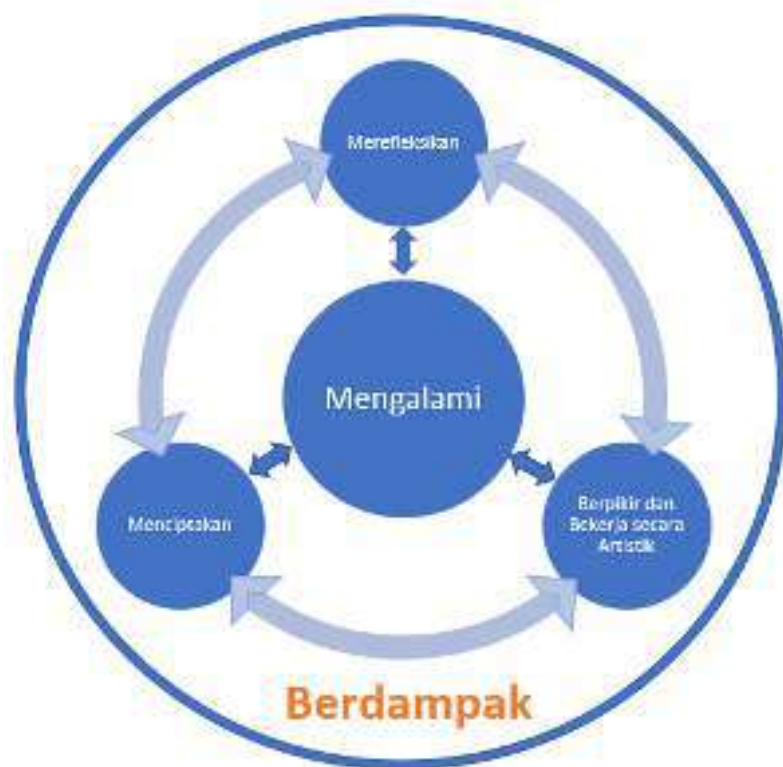 Merefleksikan
Mengalami
Menciptakan
Berpikir dan
Bekerja secara
Artistik
Berdampak